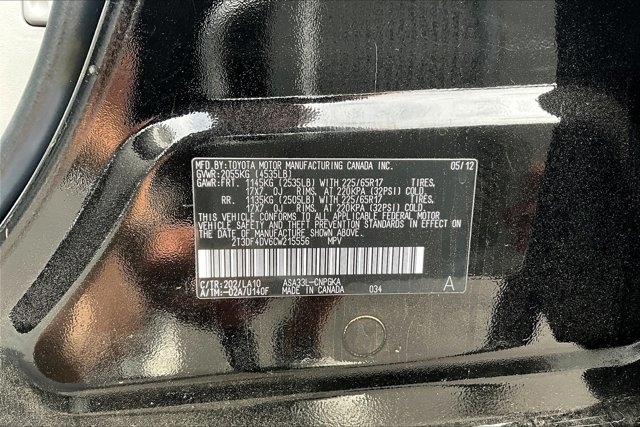 MFD.BY:TOYOTA MOTOR MANUFACTURING CANADA INC. 05/12
GVWR: 2055KG (4535LB)
GAWR:FRT. 1145KG (2535LB) WITH 225/65R17 TIRES,
17X7.0J RIMS, AT 220KPA (32PSI) COLD.
RR. 1135KG (2505LB) WITH 225/65R17 TIRES,
17X7.0J RIMS, AT 220KPA (32PSI) COLD.
THIS VEHICLE CONFORMS TO ALL APPLICABLE FEDERAL MOTOR
VEHICLE SAFETY AND THEFT PREVENTION STANDARDS IN EFFECT
ON THE DATE OF MANUFACTURE SHOWN ABOVE.
2T3DF4DV6CW215556 MPV
C/TR:202/LA10 ASA33L-CNPGKA A
A/TM:-02A/U140F MADE IN CANADA 034